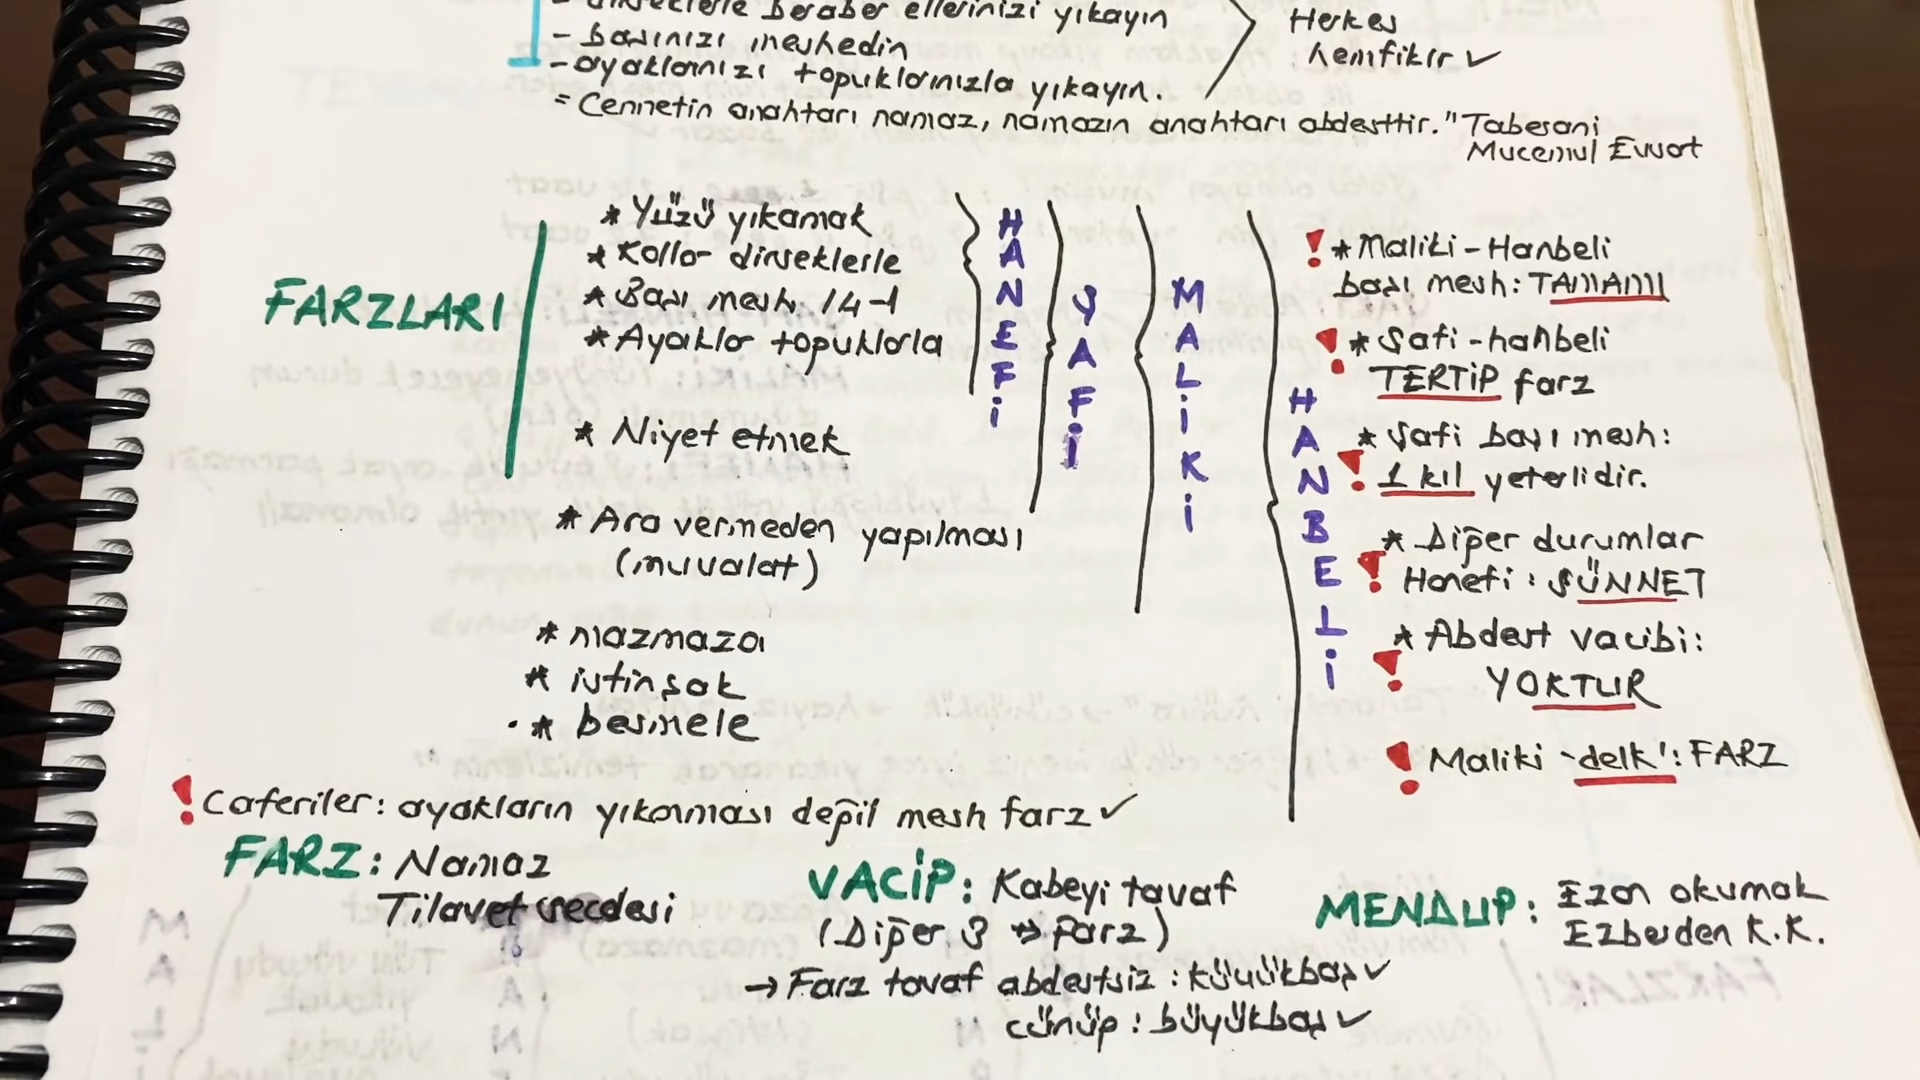 - dirseklerle beraber ellerinizi yıkayın
- başınızı meshedin
- ayaklarınızı topuklarınızla yıkayın.
Herkes
hemfikir ✓
= Cennetin anahtarı namaz, namazın anahtarı abdesttir." Taberani
Mucemul Evsat
FARZLARI
* Yüzü yıkamak
* Kollar dirseklerle
* Başı mesh 1/4-1
* Ayaklar topuklarla
* Niyet etmek
* Ara vermeden yapılması
(muvalat)
* mazmaza
* istinşak
* besmele
HANEFİ
ŞAFİİ
MALİKİ
HANBELİ
! * Maliki-Hanbeli
başı mesh: TAMAMI
! * Şafi-hanbeli
TERTİP farz
* Şafi başı mesh:
! 1 kıl yeterlidir.
* Diğer durumlar
! Hanefi: SÜNNET
* Abdest vacibi:
! YOKTUR
! Maliki "delk": FARZ
! Caferiler: ayakların yıkanması değil mesh farz ✓
FARZ: Namaz
Tilavet secdesi
VACİP: Kabeyi tavaf
(Diğer 3 → farz)
→ Farz tavaf abdestsiz: küçükbaş ✓
cünüp: büyükbaş ✓
MENDUP: Ezan okumak
Ezberden K.K.